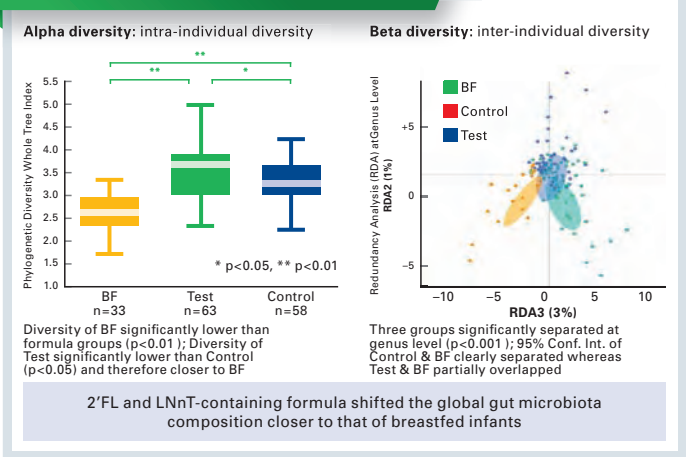 Alpha diversity: intra-individual diversity
**
**
*
Phylogenetic Diversity Whole Tree Index
5.5
5.0
4.5
4.0
3.5
3.0
2.5
2.0
1.5
1.0
* p<0.05, ** p<0.01
BF
n=33
Test
n=63
Control
n=58
Diversity of BF significantly lower than
formula groups (p<0.01 ); Diversity of
Test significantly lower than Control
(p<0.05) and therefore closer to BF
Beta diversity: inter-individual diversity
Redundancy Analysis (RDA) atGenus Level
RDA2 (1%)
BF
Control
Test
+5
0
−5
−10
−5
0
5
10
RDA3 (3%)
Three groups significantly separated at
genus level (p<0.001 ); 95% Conf. Int. of
Control & BF clearly separated whereas
Test & BF partially overlapped
2’FL and LNnT-containing formula shifted the global gut microbiota
composition closer to that of breastfed infants